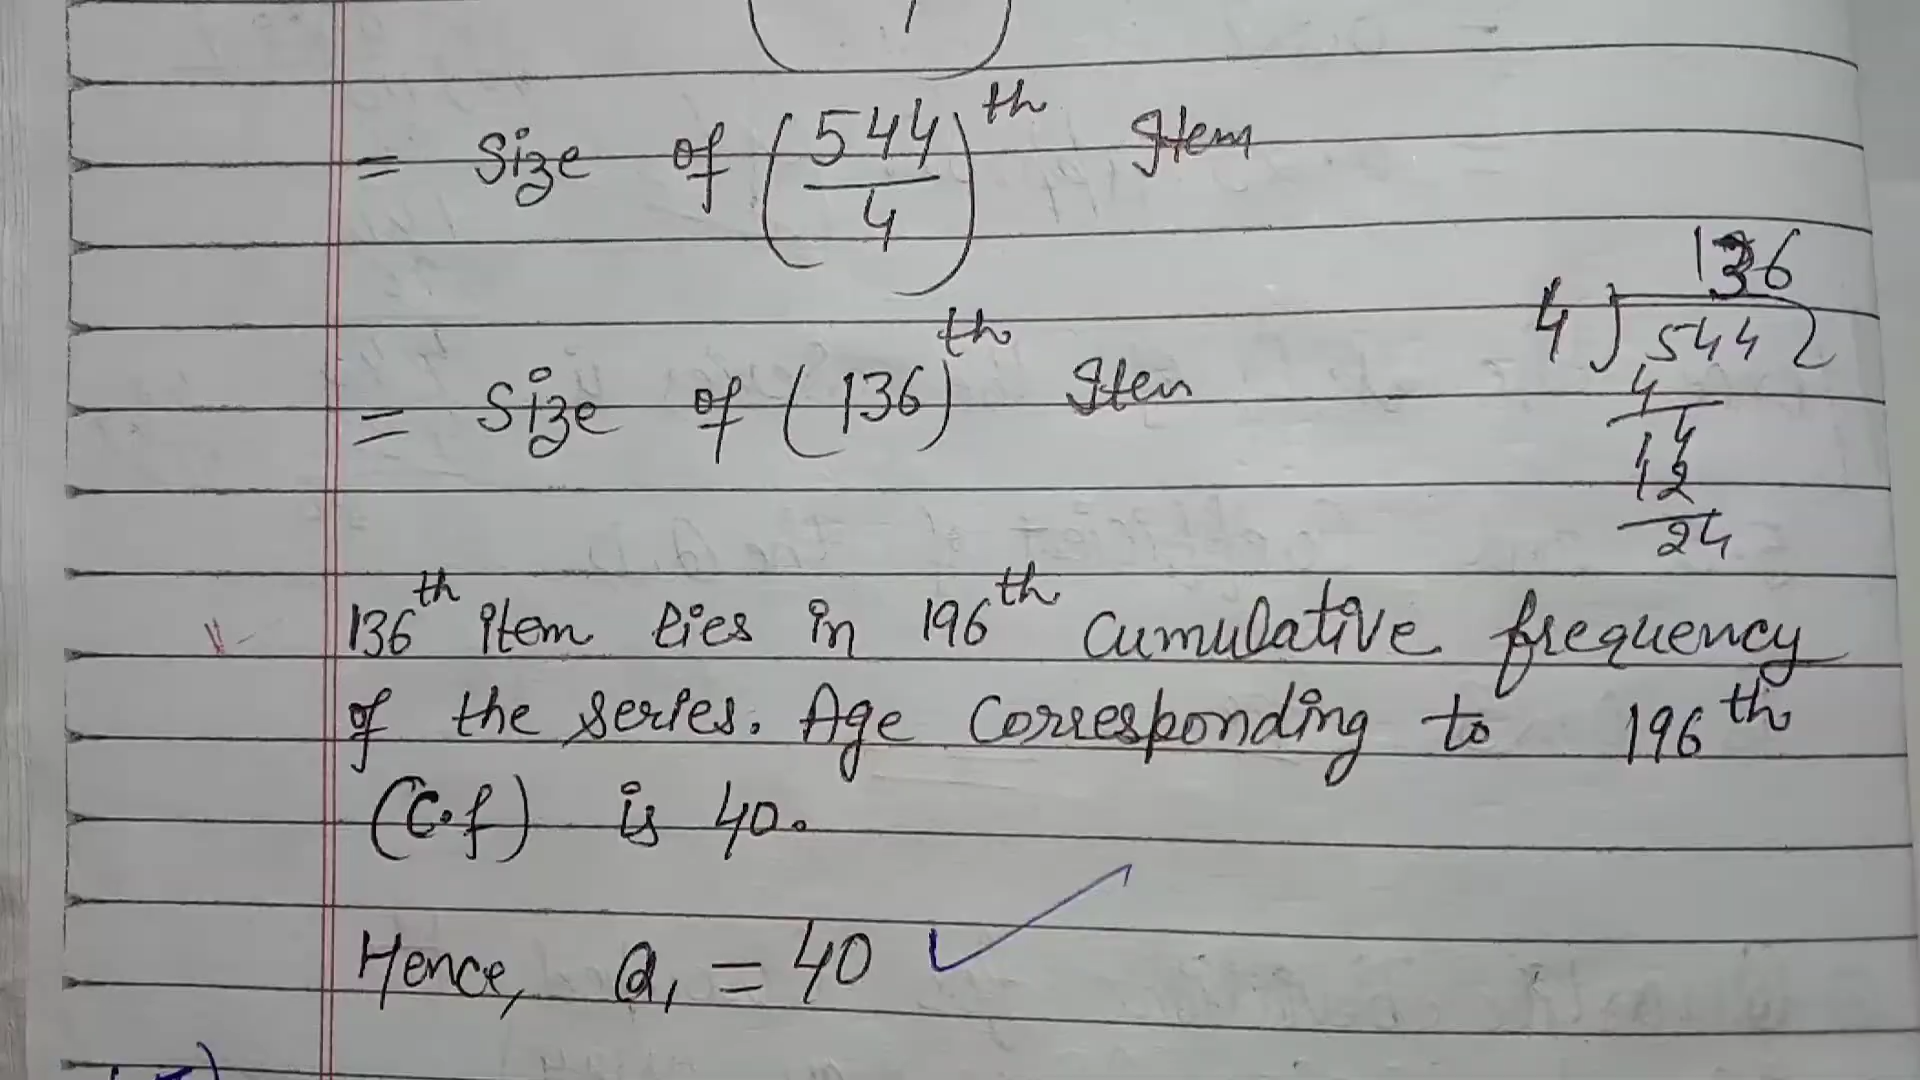 = Size of (544/4)th Item
136
= Size of (136)th Item
4 ) 544 (
4
14
12
24
136th item lies in 196th Cumulative frequency
of the series. Age Corresponding to 196th
(C.f) is 40.
Hence, Q1 = 40